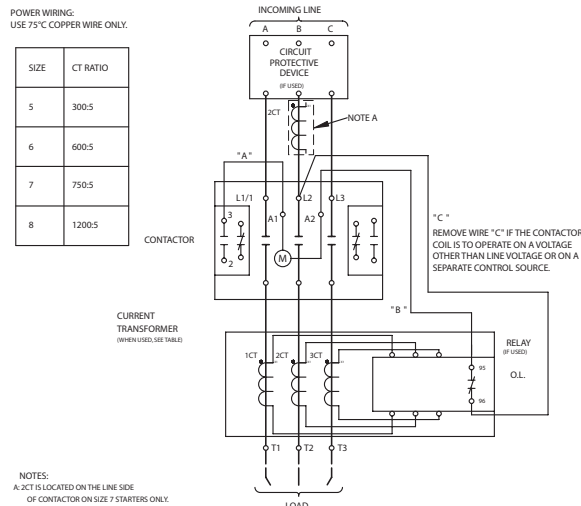 POWER WIRING:
USE 75°C COPPER WIRE ONLY.
SIZE CT RATIO
5 300:5
6 600:5
7 750:5
8 1200:5
INCOMING LINE
A B C
CIRCUIT
PROTECTIVE
DEVICE
(IF USED)
2CT
NOTE A
"A"
L1/1 L2 L3
3 A1 A2
2
M
CONTACTOR
"C"
REMOVE WIRE "C" IF THE CONTACTOR
COIL IS TO OPERATE ON A VOLTAGE
OTHER THAN LINE VOLTAGE OR ON A
SEPARATE CONTROL SOURCE.
"B"
CURRENT
TRANSFORMER
(WHEN USED, SEE TABLE)
1CT 2CT 3CT
RELAY
(IF USED)
O.L.
95
96
T1 T2 T3
LOAD
NOTES:
A: 2CT IS LOCATED ON THE LINE SIDE
OF CONTACTOR ON SIZE 7 STARTERS ONLY.